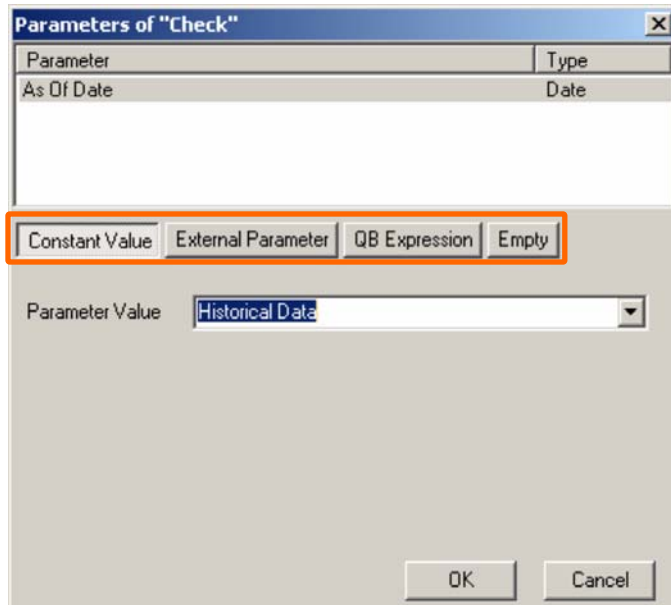 Parameters of "Check"
Parameter Type
As Of Date Date
Constant Value External Parameter QB Expression Empty
Parameter Value Historical Data
OK Cancel